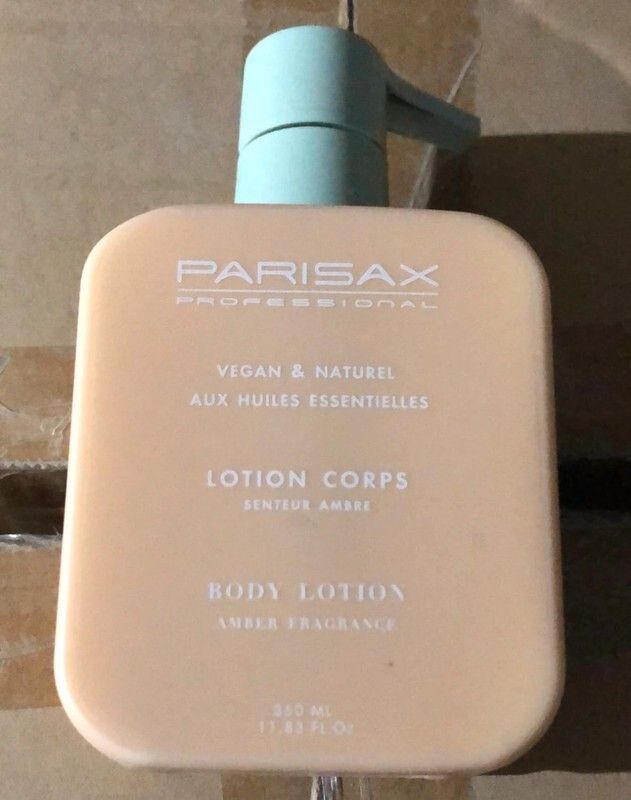 PARISAX
PROFESSIONAL
VEGAN & NATUREL
AUX HUILES ESSENTIELLES
LOTION CORPS
SENTEUR AMBRE
BODY LOTION
AMBER FRAGRANCE
350 ML
11.83 FL Oz